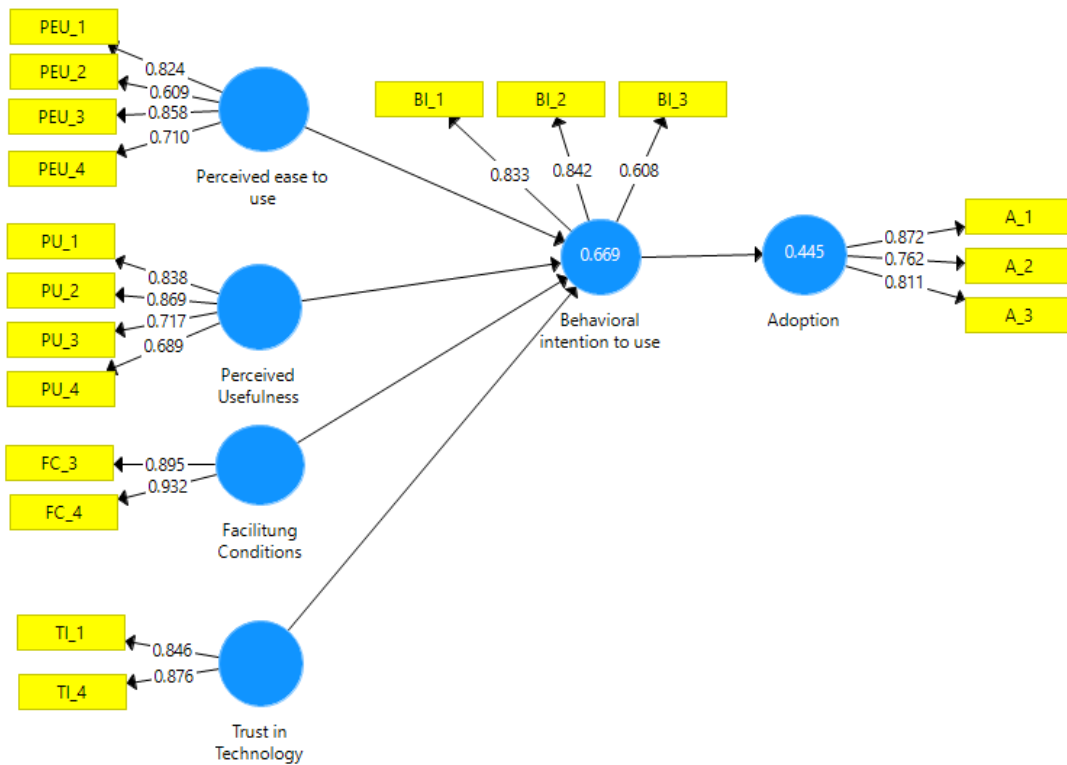 PEU_1
PEU_2
PEU_3
PEU_4
0.824
0.609
0.858
0.710
Perceived ease to
use
PU_1
PU_2
PU_3
PU_4
0.838
0.869
0.717
0.689
Perceived
Usefulness
FC_3
FC_4
0.895
0.932
Facilitung
Conditions
TI_1
TI_4
0.846
0.876
Trust in
Technology
BI_1
BI_2
BI_3
0.833
0.842
0.608
0.669
Behavioral
intention to use
0.445
Adoption
0.872
0.762
0.811
A_1
A_2
A_3